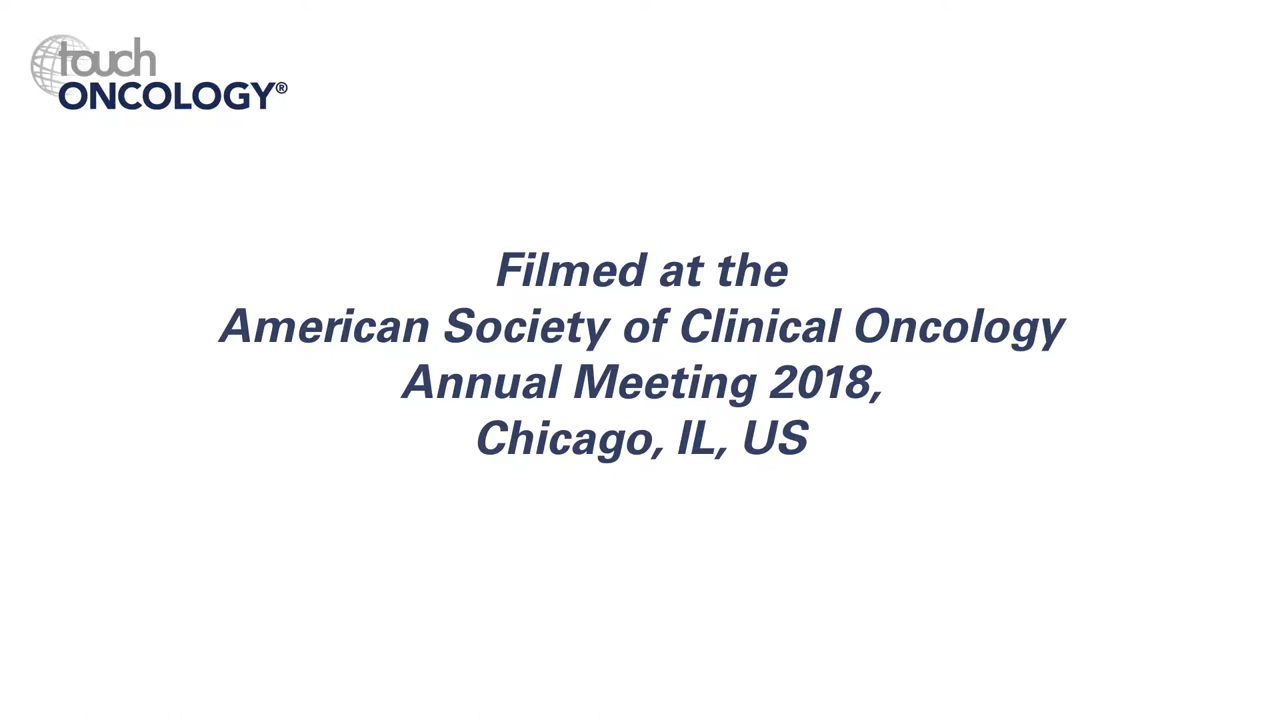 touch
ONCOLOGY®
Filmed at the
American Society of Clinical Oncology
Annual Meeting 2018,
Chicago, IL, US